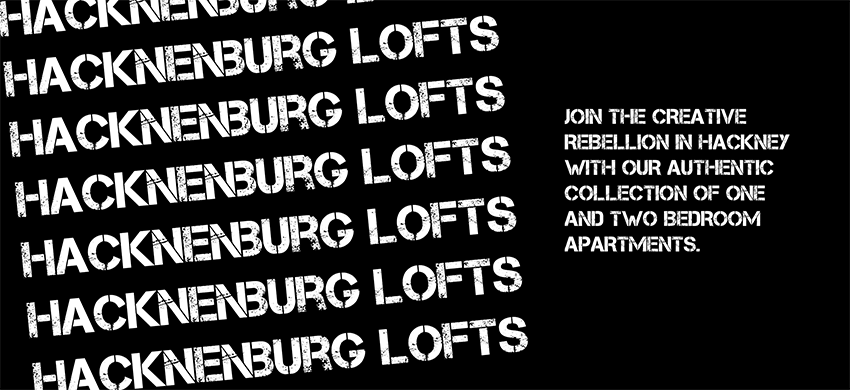 HACKNENBURG LOFTS
HACKNENBURG LOFTS
HACKNENBURG LOFTS
HACKNENBURG LOFTS
HACKNENBURG LOFTS
HACKNENBURG LOFTS
HACKNENBURG LOFTS
JOIN THE CREATIVE
REBELLION IN HACKNEY
WITH OUR AUTHENTIC
COLLECTION OF ONE
AND TWO BEDROOM
APARTMENTS.